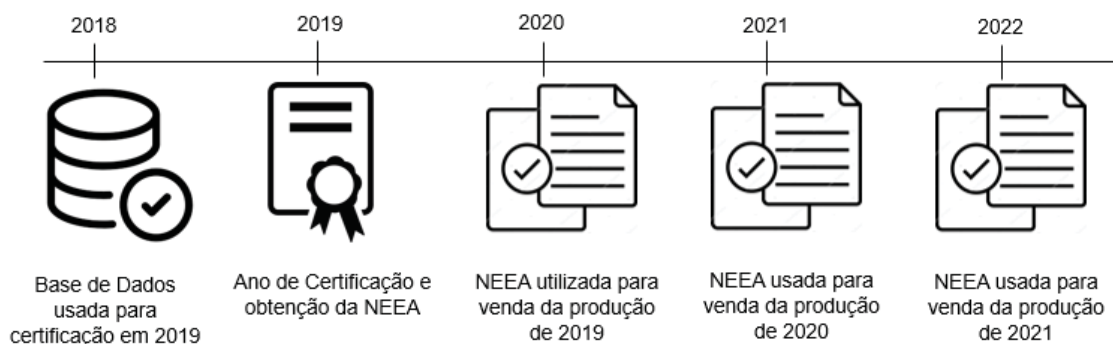 2018
2019
2020
2021
2022
Base de Dados
usada para
certificação em 2019
Ano de Certificação e
obtenção da NEEA
NEEA utilizada para
venda da produção
de 2019
NEEA usada para
venda da produção
de 2020
NEEA usada para
venda da produção
de 2021